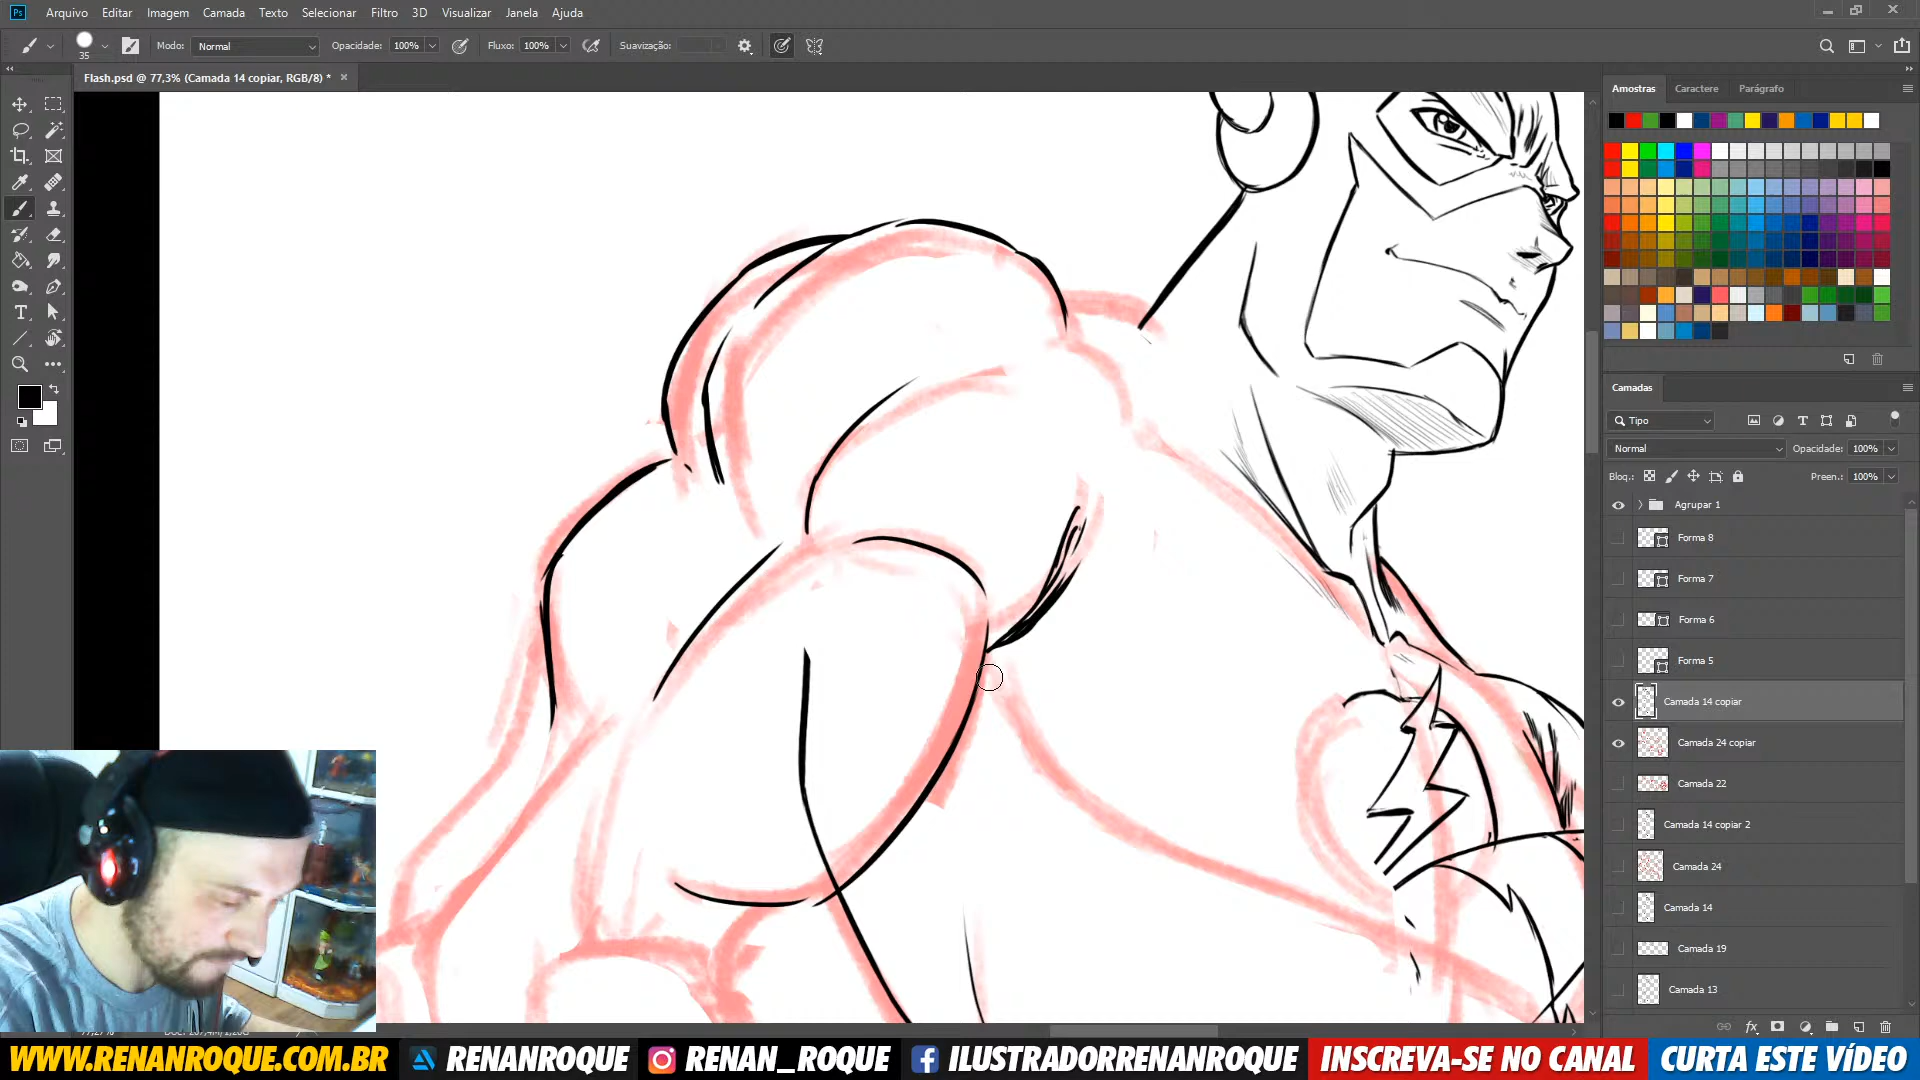 Ps Arquivo Editar Imagem Camada Texto Selecionar Filtro 3D Visualizar Janela Ajuda
35 Modo: Normal Opacidade: 100% Fluxo: 100% Suavização:
Flash.psd @ 77,3% (Camada 14 copiar, RGB/8) * ×
Amostras Caractere Parágrafo
Camadas
Tipo
Normal Opacidade: 100%
Bloq.: Preen.: 100%
Agrupar 1
Forma 8
Forma 7
Forma 6
Forma 5
Camada 14 copiar
Camada 24 copiar
Camada 22
Camada 14 copiar 2
Camada 24
Camada 14
Camada 19
Camada 13
WWW.RENANROQUE.COM.BR RENANROQUE RENAN_ROQUE ILUSTRADORRENANROQUE INSCREVA-SE NO CANAL CURTA ESTE VÍDEO